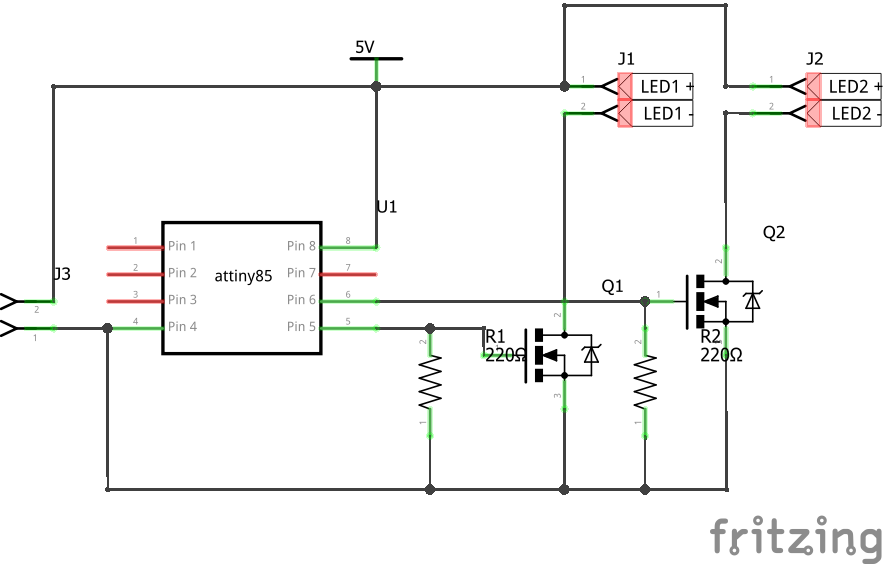 5V
J1
J2
1
LED1 +
1
LED2 +
2
LED1 -
2
LED2 -
U1
Q2
1
Pin 1
Pin 8
8
2
J3
2
Pin 2
attiny85
Pin 7
7
2
3
Pin 3
Pin 6
6
Q1
1
1
4
Pin 4
Pin 5
5
2
2
R1
2
R2
220Ω
220Ω
1
3
1
fritzing